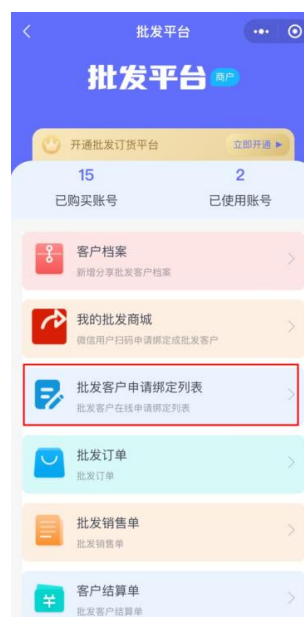 批发平台
批发平台 商户
开通批发订货平台 立即开通
15 2
已购买账号 已使用账号
客户档案
新增分享批发客户档案
我的批发商城
微信用户扫码申请绑定成批发客户
批发客户申请绑定列表
批发客户在线申请绑定列表
批发订单
批发订单
批发销售单
批发销售单
客户结算单
批发客户结算单